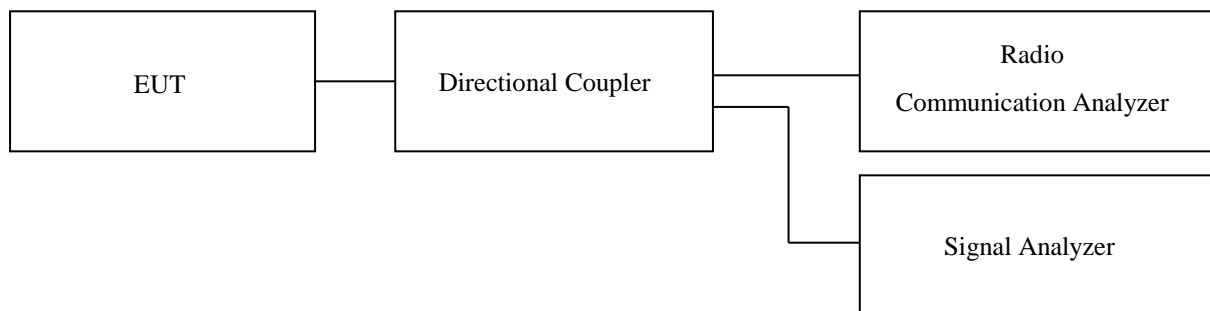 EUT
Directional Coupler
Radio
Communication Analyzer
Signal Analyzer